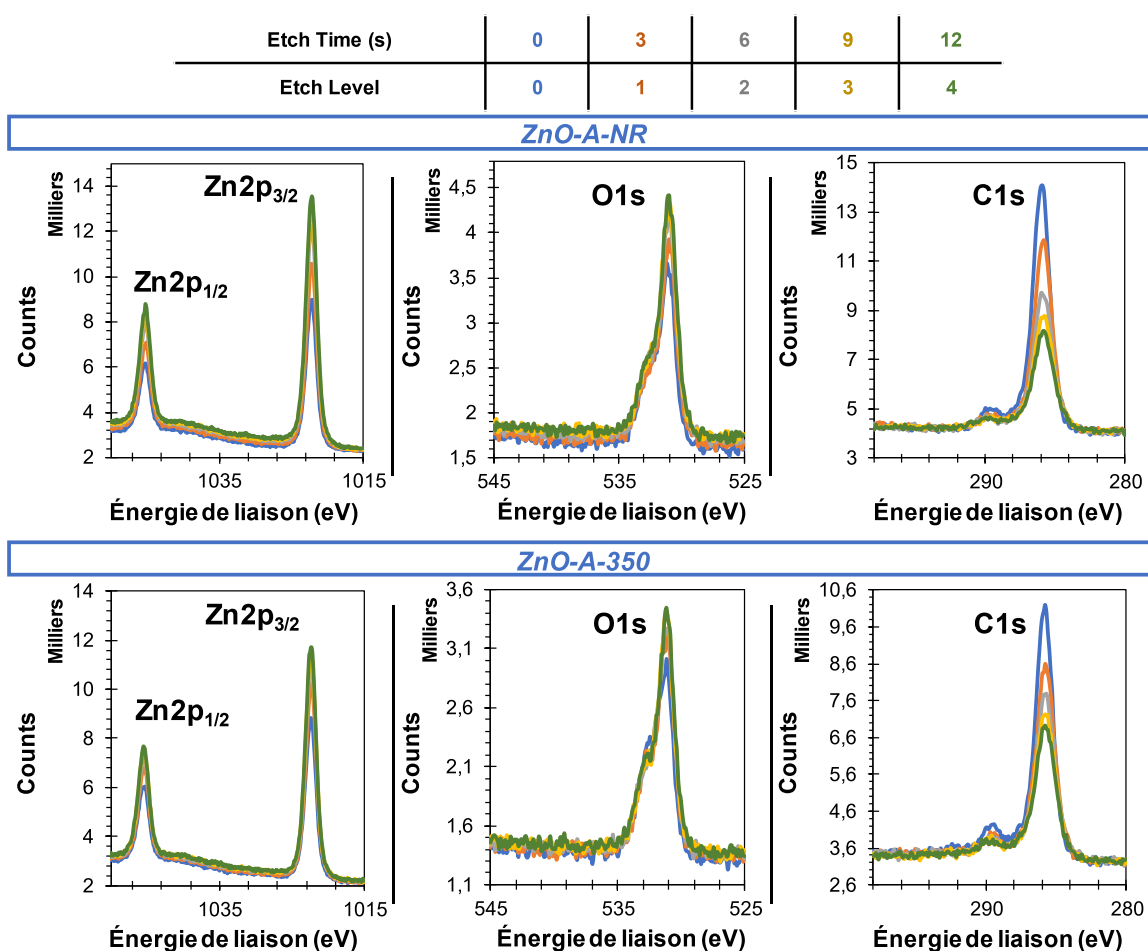 Etch Time (s) 0 3 6 9 12
Etch Level 0 1 2 3 4
ZnO-A-NR
Milliers
Counts
14
12
10
8
6
4
2
Zn2p3/2
Zn2p1/2
1035 1015
Énergie de liaison (eV)
Milliers
Counts
4,5
4
3,5
3
2,5
2
1,5
O1s
545 535 525
Énergie de liaison (eV)
Milliers
Counts
15
13
11
9
7
5
3
C1s
290 280
Énergie de liaison (eV)
ZnO-A-350
Milliers
Counts
14
12
10
8
6
4
2
Zn2p3/2
Zn2p1/2
1035 1015
Énergie de liaison (eV)
Milliers
Counts
3,6
3,1
2,6
2,1
1,6
1,1
O1s
545 535 525
Énergie de liaison (eV)
Milliers
Counts
10,6
9,6
8,6
7,6
6,6
5,6
4,6
3,6
2,6
C1s
290 280
Énergie de liaison (eV)